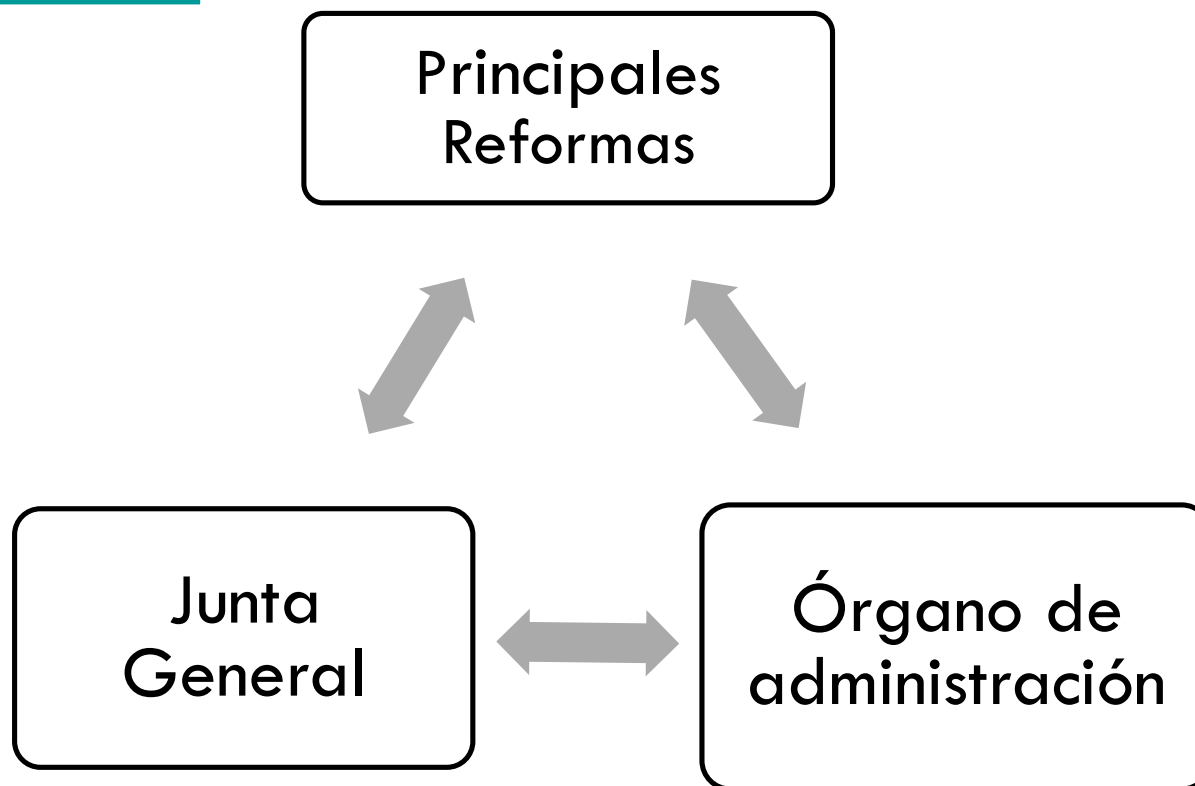 Principales
Reformas
Junta
General
Órgano de
administración